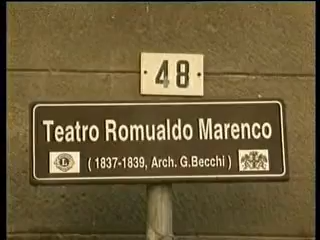 48
Teatro Romualdo Marenco
( 1837-1839, Arch. G.Becchi )
L